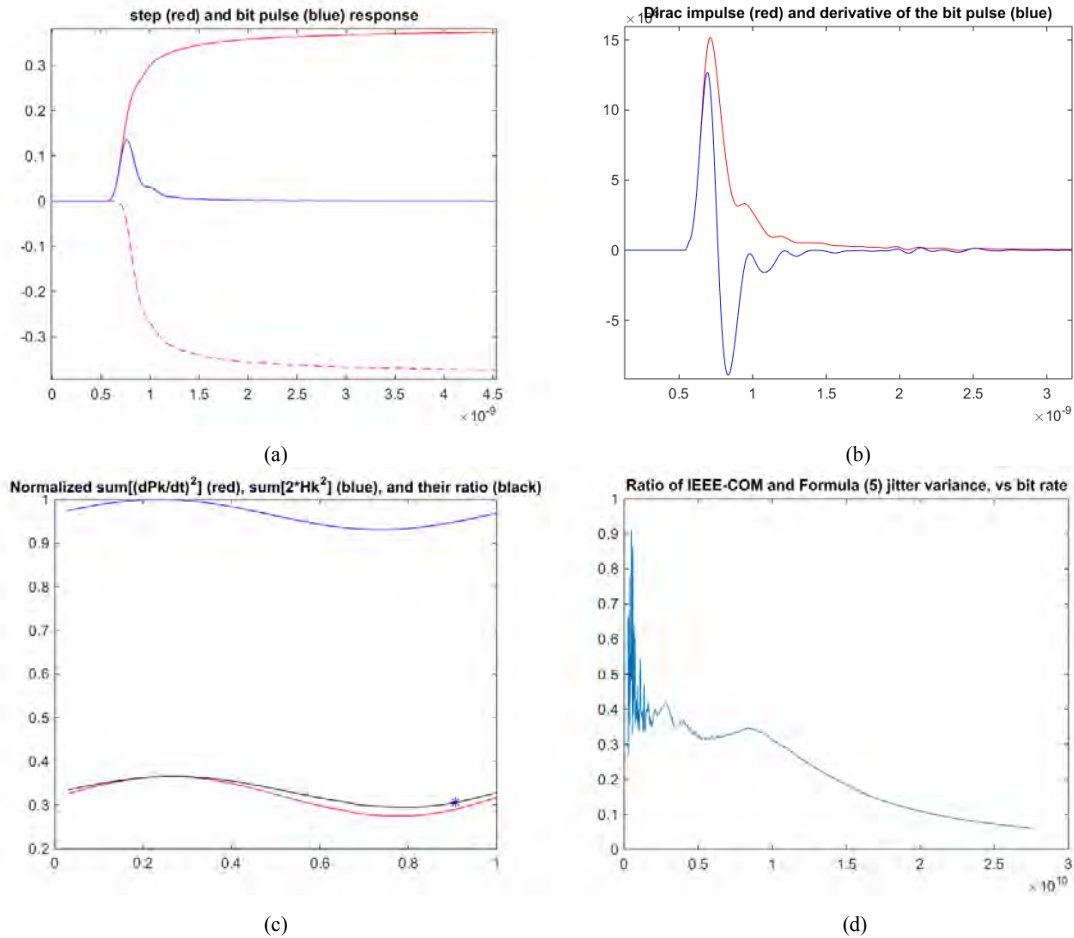 step (red) and bit pulse (blue) response
0.3
0.2
0.1
0
-0.1
-0.2
-0.3
0 0.5 1 1.5 2 2.5 3 3.5 4 4.5
×10⁻⁹
(a)
Dirac impulse (red) and derivative of the bit pulse (blue)
15
10
5
0
-5
0.5 1 1.5 2 2.5 3
×10⁻⁹
(b)
Normalized sum[(dPk/dt)²] (red), sum[2*Hk²] (blue), and their ratio (black)
1
0.9
0.8
0.7
0.6
0.5
0.4
0.3
0.2
0 0.2 0.4 0.6 0.8 1
(c)
Ratio of IEEE-COM and Formula (5) jitter variance, vs bit rate
1
0.9
0.8
0.7
0.6
0.5
0.4
0.3
0.2
0.1
0
0 0.5 1 1.5 2 2.5 3
×10¹⁰
(d)